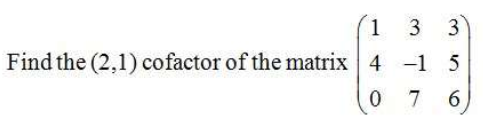 Find the (2,1) cofactor of the matrix
1 3 3
4 –1 5
0 7 6